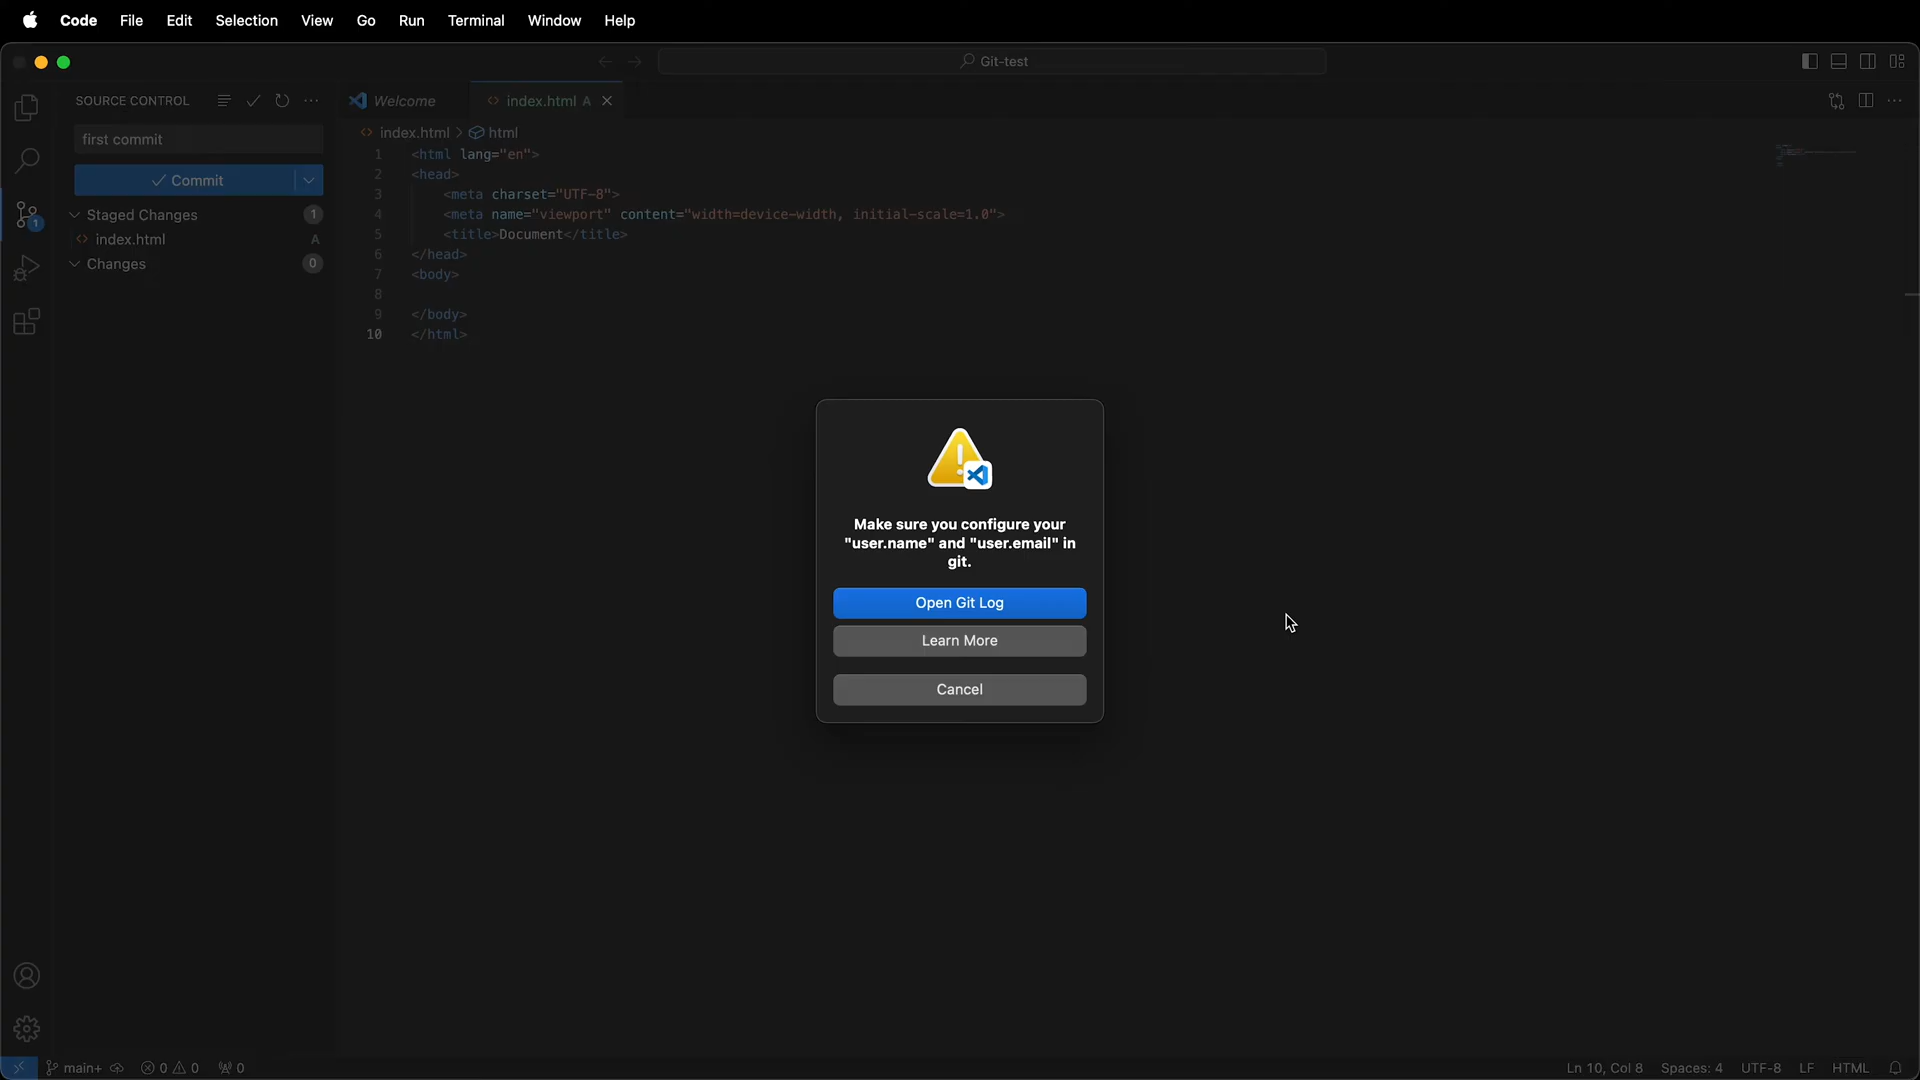 Code File Edit Selection View Go Run Terminal Window Help
Git-test
SOURCE CONTROL
Welcome
index.html A
first commit
Commit
Staged Changes 1
index.html A
Changes 0
index.html > html
1 <html lang="en">
2 <head>
3 <meta charset="UTF-8">
4 <meta name="viewport" content="width=device-width, initial-scale=1.0">
5 <title>Document</title>
6 </head>
7 <body>
8
9 </body>
10 </html>
1
Make sure you configure your
"user.name" and "user.email" in
git.
Open Git Log
Learn More
Cancel
main+ 0 0 0
Ln 10, Col 8 Spaces: 4 UTF-8 LF HTML